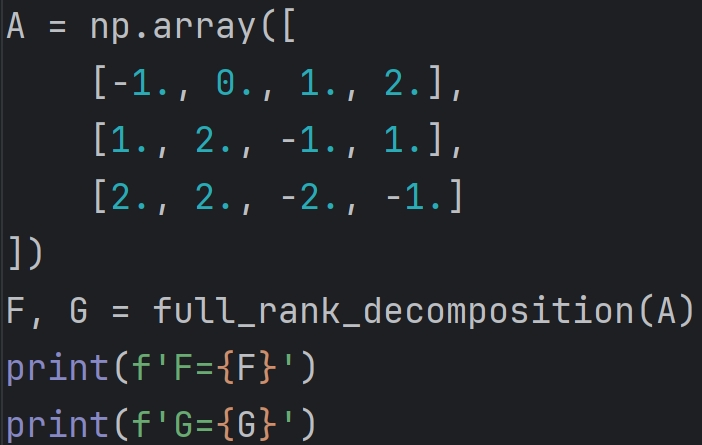 A = np.array([
    [-1., 0., 1., 2.],
    [1., 2., -1., 1.],
    [2., 2., -2., -1.]
])
F, G = full_rank_decomposition(A)
print(f'F={F}')
print(f'G={G}')